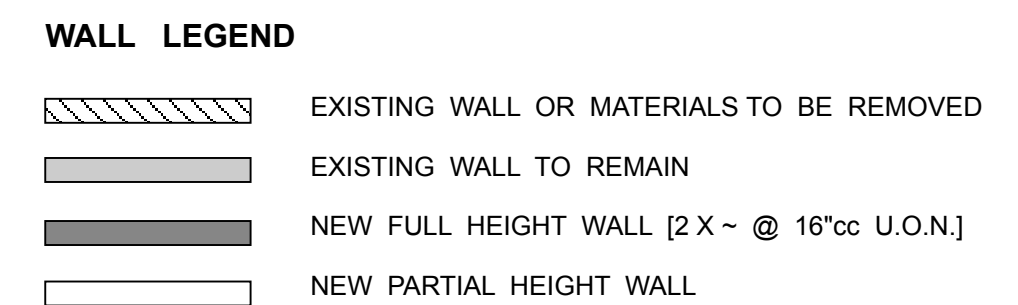 WALL LEGEND
EXISTING WALL OR MATERIALS TO BE REMOVED
EXISTING WALL TO REMAIN
NEW FULL HEIGHT WALL [2 X ~ @ 16"cc U.O.N.]
NEW PARTIAL HEIGHT WALL